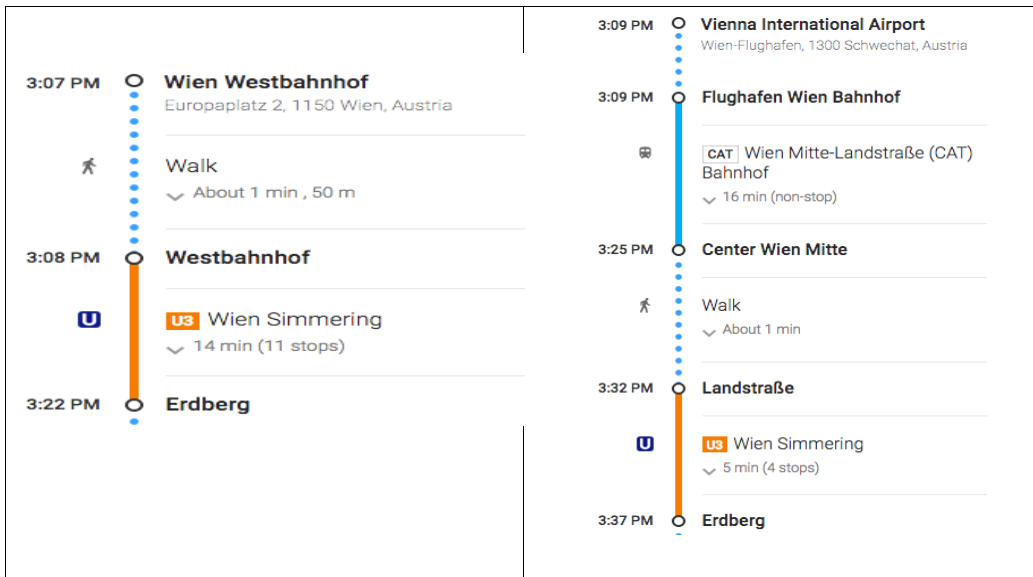 3:07 PM Wien Westbahnhof
Europaplatz 2, 1150 Wien, Austria
Walk
About 1 min , 50 m
3:08 PM Westbahnhof
U U3 Wien Simmering
14 min (11 stops)
3:22 PM Erdberg
3:09 PM Vienna International Airport
Wien-Flughafen, 1300 Schwechat, Austria
3:09 PM Flughafen Wien Bahnhof
CAT Wien Mitte-Landstraße (CAT)
Bahnhof
16 min (non-stop)
3:25 PM Center Wien Mitte
Walk
About 1 min
3:32 PM Landstraße
U U3 Wien Simmering
5 min (4 stops)
3:37 PM Erdberg